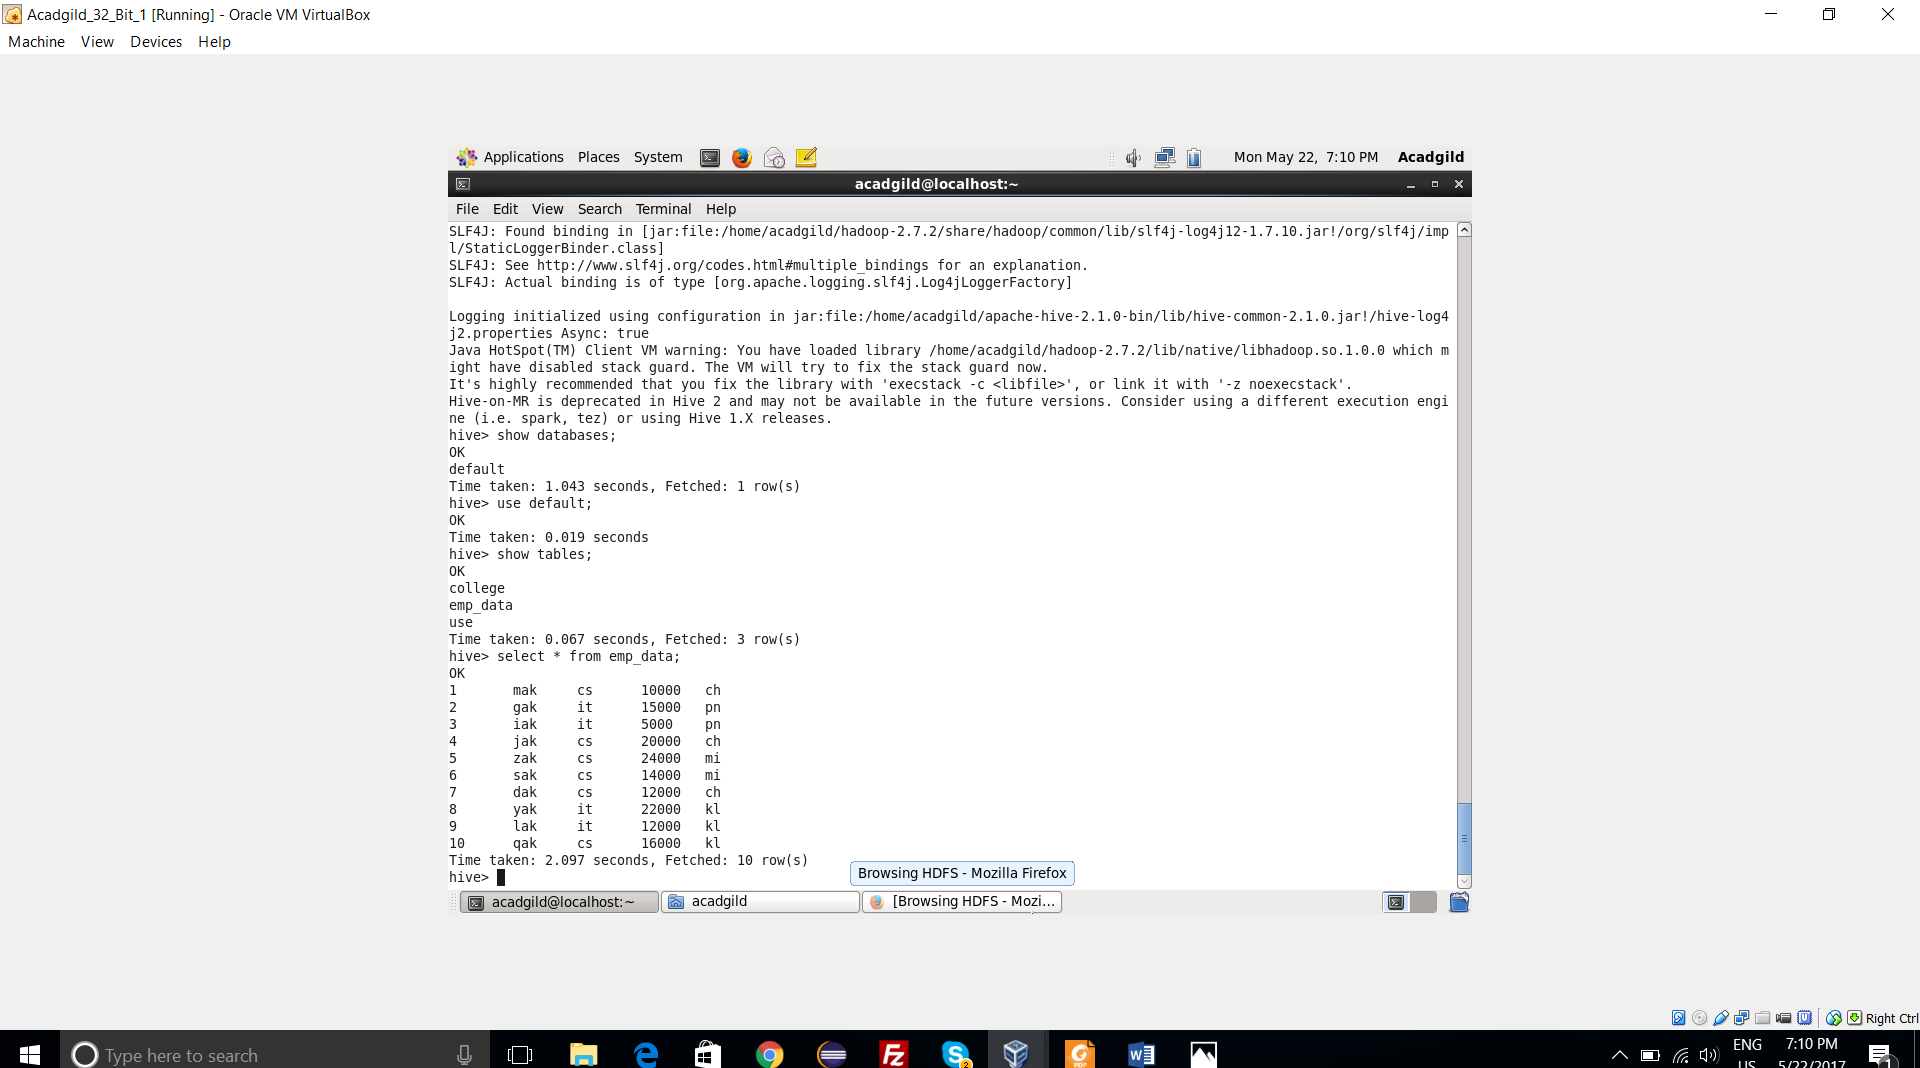 Acadgild_32_Bit_1 [Running] - Oracle VM VirtualBox
Machine View Devices Help
Applications Places System Mon May 22, 7:10 PM Acadgild
acadgild@localhost:~
File Edit View Search Terminal Help
SLF4J: Found binding in [jar:file:/home/acadgild/hadoop-2.7.2/share/hadoop/common/lib/slf4j-log4j12-1.7.10.jar!/org/slf4j/imp
l/StaticLoggerBinder.class]
SLF4J: See http://www.slf4j.org/codes.html#multiple_bindings for an explanation.
SLF4J: Actual binding is of type [org.apache.logging.slf4j.Log4jLoggerFactory]
Logging initialized using configuration in jar:file:/home/acadgild/apache-hive-2.1.0-bin/lib/hive-common-2.1.0.jar!/hive-log4
j2.properties Async: true
Java HotSpot(TM) Client VM warning: You have loaded library /home/acadgild/hadoop-2.7.2/lib/native/libhadoop.so.1.0.0 which m
ight have disabled stack guard. The VM will try to fix the stack guard now.
It's highly recommended that you fix the library with 'execstack -c <libfile>', or link it with '-z noexecstack'.
Hive-on-MR is deprecated in Hive 2 and may not be available in the future versions. Consider using a different execution engi
ne (i.e. spark, tez) or using Hive 1.X releases.
hive> show databases;
OK
default
Time taken: 1.043 seconds, Fetched: 1 row(s)
hive> use default;
OK
Time taken: 0.019 seconds
hive> show tables;
OK
college
emp_data
use
Time taken: 0.067 seconds, Fetched: 3 row(s)
hive> select * from emp_data;
OK
1 mak cs 10000 ch
2 gak it 15000 pn
3 iak it 5000 pn
4 jak cs 20000 ch
5 zak cs 24000 mi
6 sak cs 14000 mi
7 dak cs 12000 ch
8 yak it 22000 kl
9 lak it 12000 kl
10 qak cs 16000 kl
Time taken: 2.097 seconds, Fetched: 10 row(s)
hive>
Browsing HDFS - Mozilla Firefox
acadgild@localhost:~ acadgild [Browsing HDFS - Mozi...
Right Ctrl
Type here to search
ENG 7:10 PM
US 5/22/2017